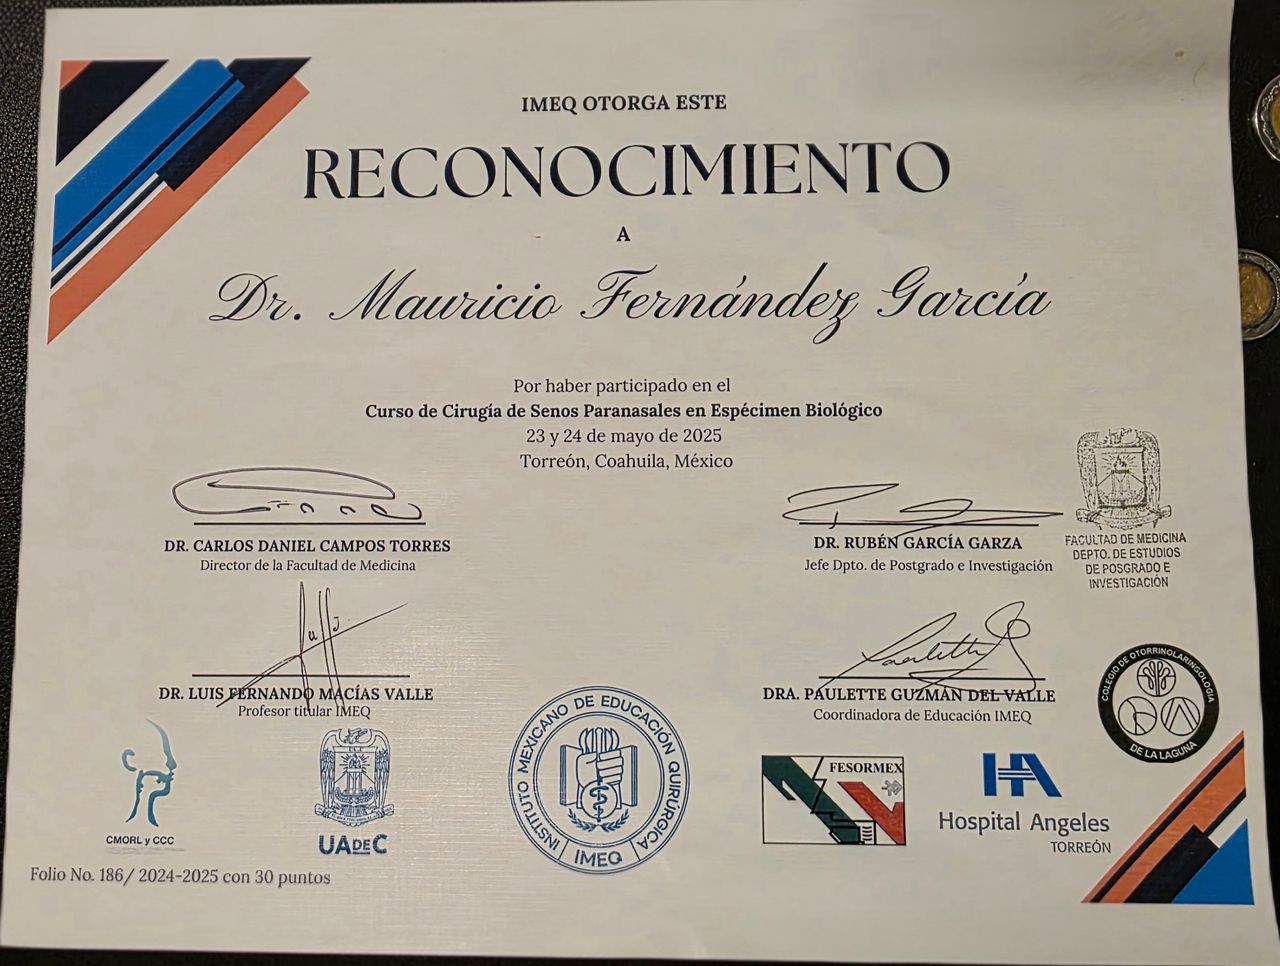 IMEQ OTORGA ESTE
RECONOCIMIENTO
A
Dr. Mauricio Fernández García
Por haber participado en el
Curso de Cirugía de Senos Paranasales en Espécimen Biológico
23 y 24 de mayo de 2025
Torreón, Coahuila, México
DR. CARLOS DANIEL CAMPOS TORRES
Director de la Facultad de Medicina
DR. RUBÉN GARCÍA GARZA
Jefe Dpto. de Postgrado e Investigación
FACULTAD DE MEDICINA
DEPTO. DE ESTUDIOS
DE POSGRADO E
INVESTIGACIÓN
DR. LUIS FERNANDO MACÍAS VALLE
Profesor titular IMEQ
DRA. PAULETTE GUZMÁN DEL VALLE
Coordinadora de Educación IMEQ
COLEGIO DE OTORRINOLARINGOLOGIA
DE LA LAGUNA
CMORL y CCC
UADEC
INSTITUTO MEXICANO DE EDUCACIÓN QUIRÚRGICA
IMEQ
FESORMEX
Hospital Angeles
TORREÓN
Folio No. 186/ 2024-2025 con 30 puntos